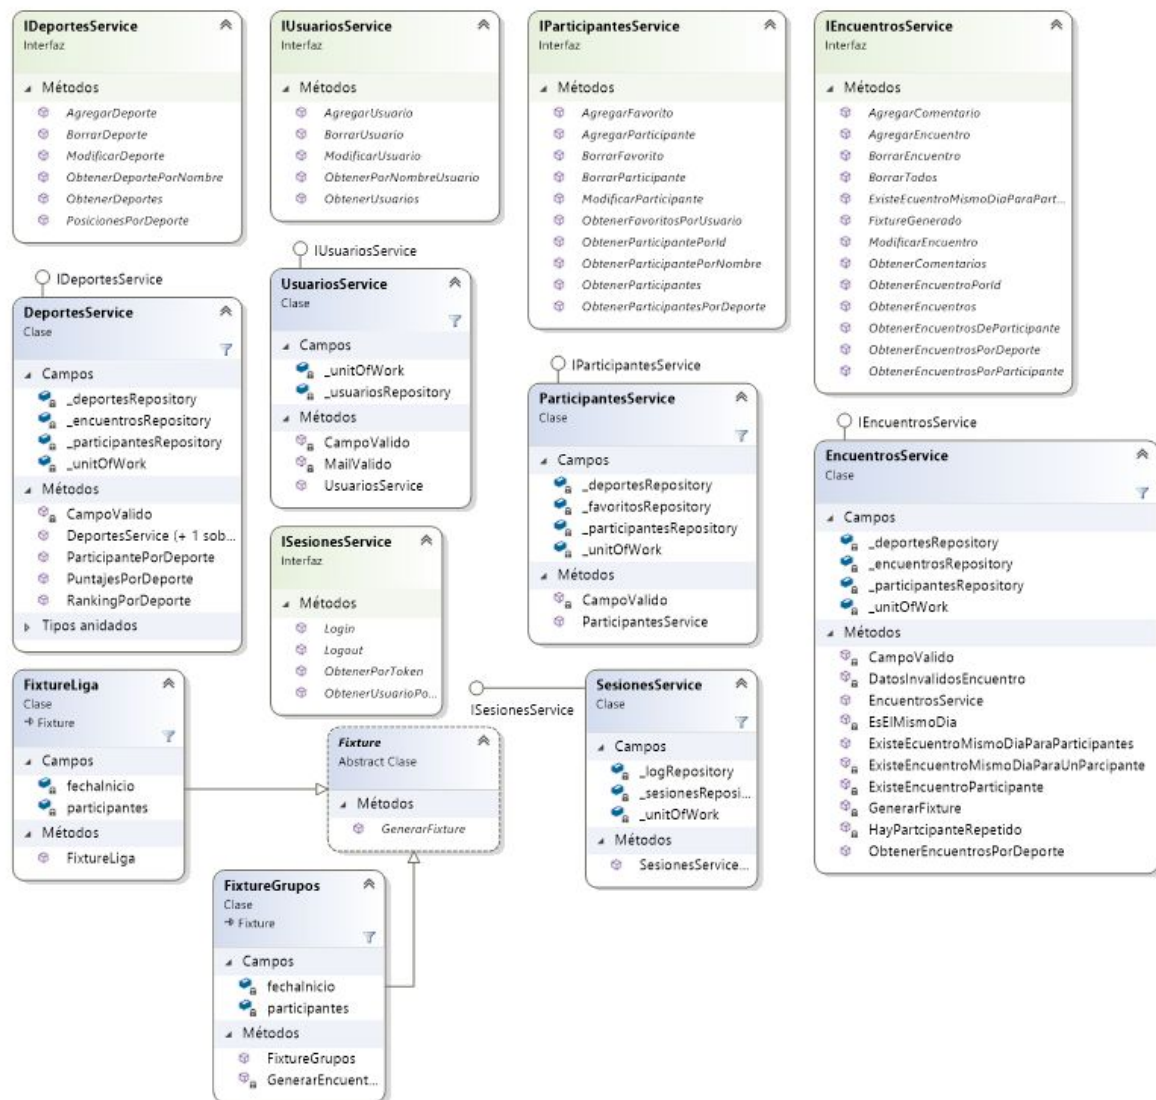 IDeportesService
Interfaz
Métodos
AgregarDeporte
BorrarDeporte
ModificarDeporte
ObtenerDeportePorNombre
ObtenerDeportes
PosicionesPorDeporte
IUsuariosService
Interfaz
Métodos
AgregarUsuario
BorrarUsuario
ModificarUsuario
ObtenerPorNombreUsuario
ObtenerUsuarios
IParticipantesService
Interfaz
Métodos
AgregarFavorito
AgregarParticipante
BorrarFavorito
BorrarParticipante
ModificarParticipante
ObtenerFavoritosPorUsuario
ObtenerParticipantePorId
ObtenerParticipantePorNombre
ObtenerParticipantes
ObtenerParticipantesPorDeporte
IEncuentrosService
Interfaz
Métodos
AgregarComentario
AgregarEncuentro
BorrarEncuentro
BorrarTodos
ExisteEcuentroMismoDiaParaPart...
FixtureGenerado
ModificarEncuentro
ObtenerComentarios
ObtenerEncuentroPorId
ObtenerEncuentros
ObtenerEncuentrosDeParticipante
ObtenerEncuentrosPorDeporte
ObtenerEncuentrosPorParticipante
IDeportesService
DeportesService
Clase
Campos
_deportesRepository
_encuentrosRepository
_participantesRepository
_unitOfWork
Métodos
CampoValido
DeportesService (+ 1 sob...
ParticipantePorDeporte
PuntajesPorDeporte
RankingPorDeporte
Tipos anidados
IUsuariosService
UsuariosService
Clase
Campos
_unitOfWork
_usuariosRepository
Métodos
CampoValido
MailValido
UsuariosService
IParticipantesService
ParticipantesService
Clase
Campos
_deportesRepository
_favoritosRepository
_participantesRepository
_unitOfWork
Métodos
CampoValido
ParticipantesService
IEncuentrosService
EncuentrosService
Clase
Campos
_deportesRepository
_encuentrosRepository
_participantesRepository
_unitOfWork
Métodos
CampoValido
DatosInvalidosEncuentro
EncuentrosService
EsElMismoDia
ExisteEcuentroMismoDiaParaParticipantes
ExisteEcuentroMismoDiaParaUnParcipante
ExisteEncuentroParticipante
GenerarFixture
HayPartcipanteRepetido
ObtenerEncuentrosPorDeporte
ISesionesService
Interfaz
Métodos
Login
Logout
ObtenerPorToken
ObtenerUsuarioPo...
FixtureLiga
Clase
Fixture
Campos
fechaInicio
participantes
Métodos
FixtureLiga
Fixture
Abstract Clase
Métodos
GenerarFixture
ISesionesService
SesionesService
Clase
Campos
_logRepository
_sesionesReposi...
_unitOfWork
Métodos
SesionesService...
FixtureGrupos
Clase
Fixture
Campos
fechaInicio
participantes
Métodos
FixtureGrupos
GenerarEncuent...